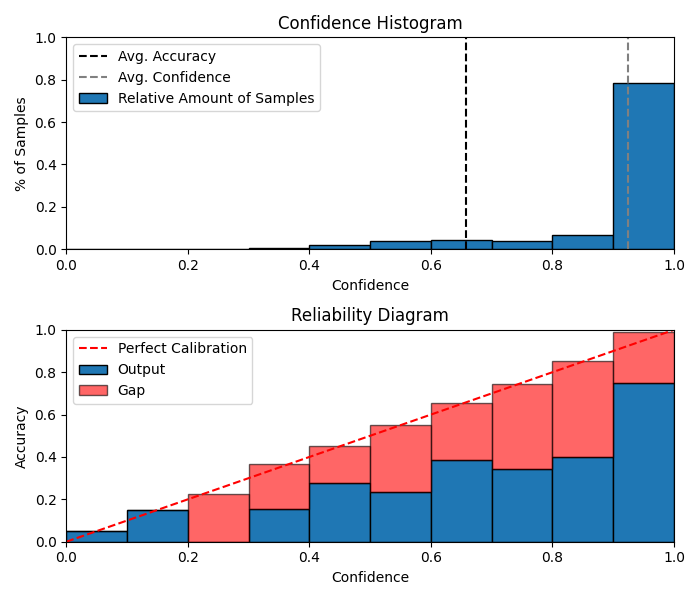 Confidence Histogram
1.0
0.8
0.6
0.4
0.2
0.0
% of Samples
Avg. Accuracy
Avg. Confidence
Relative Amount of Samples
0.0 0.2 0.4 0.6 0.8 1.0
Confidence
Reliability Diagram
1.0
0.8
0.6
0.4
0.2
0.0
Accuracy
Perfect Calibration
Output
Gap
0.0 0.2 0.4 0.6 0.8 1.0
Confidence